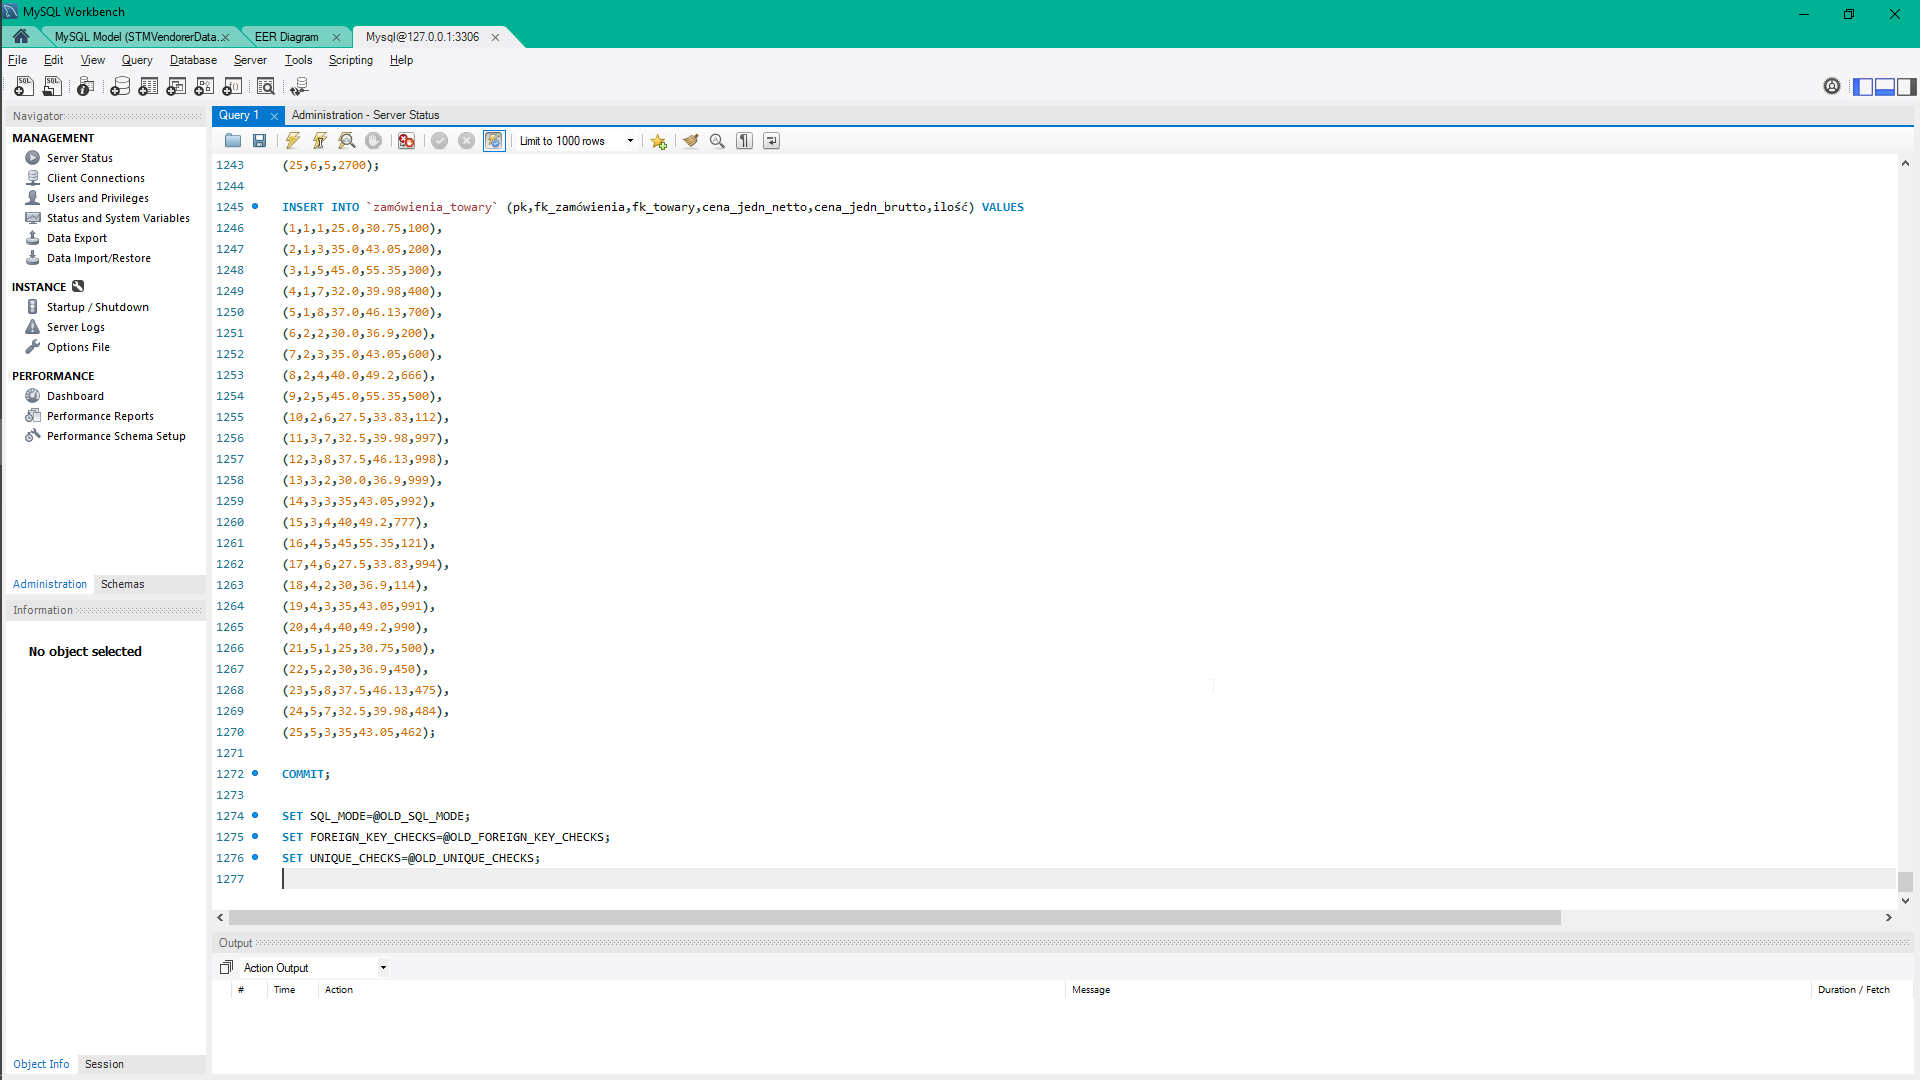 MySQL Workbench
MySQL Model (STMVendorerData... EER Diagram Mysql@127.0.0.1:3306
File Edit View Query Database Server Tools Scripting Help
Navigator
MANAGEMENT
Server Status
Client Connections
Users and Privileges
Status and System Variables
Data Export
Data Import/Restore
INSTANCE
Startup / Shutdown
Server Logs
Options File
PERFORMANCE
Dashboard
Performance Reports
Performance Schema Setup
Administration Schemas
Information
No object selected
Object Info Session
Query 1 Administration - Server Status
Limit to 1000 rows
1243 (25,6,5,2700);
1244
1245 INSERT INTO `zamówienia_towary` (pk,fk_zamówienia,fk_towary,cena_jedn_netto,cena_jedn_brutto,ilość) VALUES
1246 (1,1,1,25.0,30.75,100),
1247 (2,1,3,35.0,43.05,200),
1248 (3,1,5,45.0,55.35,300),
1249 (4,1,7,32.0,39.98,400),
1250 (5,1,8,37.0,46.13,700),
1251 (6,2,2,30.0,36.9,200),
1252 (7,2,3,35.0,43.05,600),
1253 (8,2,4,40.0,49.2,666),
1254 (9,2,5,45.0,55.35,500),
1255 (10,2,6,27.5,33.83,112),
1256 (11,3,7,32.5,39.98,997),
1257 (12,3,8,37.5,46.13,998),
1258 (13,3,2,30.0,36.9,999),
1259 (14,3,3,35,43.05,992),
1260 (15,3,4,40,49.2,777),
1261 (16,4,5,45,55.35,121),
1262 (17,4,6,27.5,33.83,994),
1263 (18,4,2,30,36.9,114),
1264 (19,4,3,35,43.05,991),
1265 (20,4,4,40,49.2,990),
1266 (21,5,1,25,30.75,500),
1267 (22,5,2,30,36.9,450),
1268 (23,5,8,37.5,46.13,475),
1269 (24,5,7,32.5,39.98,484),
1270 (25,5,3,35,43.05,462);
1271
1272 COMMIT;
1273
1274 SET SQL_MODE=@OLD_SQL_MODE;
1275 SET FOREIGN_KEY_CHECKS=@OLD_FOREIGN_KEY_CHECKS;
1276 SET UNIQUE_CHECKS=@OLD_UNIQUE_CHECKS;
1277
Output
Action Output
# Time Action Message Duration / Fetch